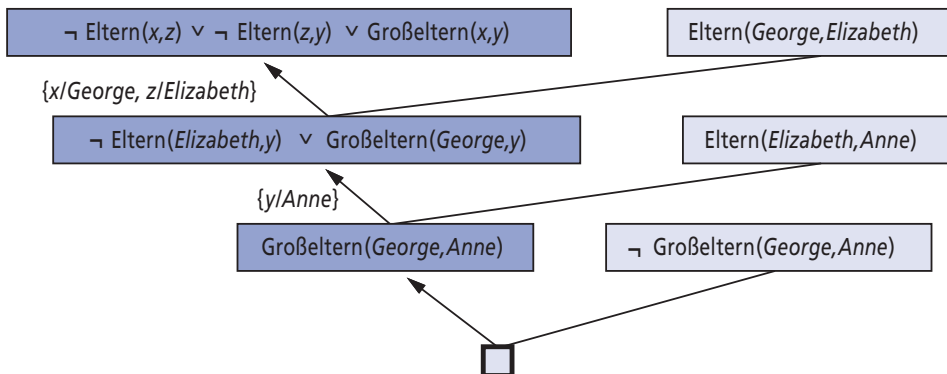 ¬ Eltern(x,z) ∨ ¬ Eltern(z,y) ∨ Großeltern(x,y)
Eltern(George,Elizabeth)
{x/George, z/Elizabeth}
¬ Eltern(Elizabeth,y) ∨ Großeltern(George,y)
Eltern(Elizabeth,Anne)
{y/Anne}
Großeltern(George,Anne)
¬ Großeltern(George,Anne)